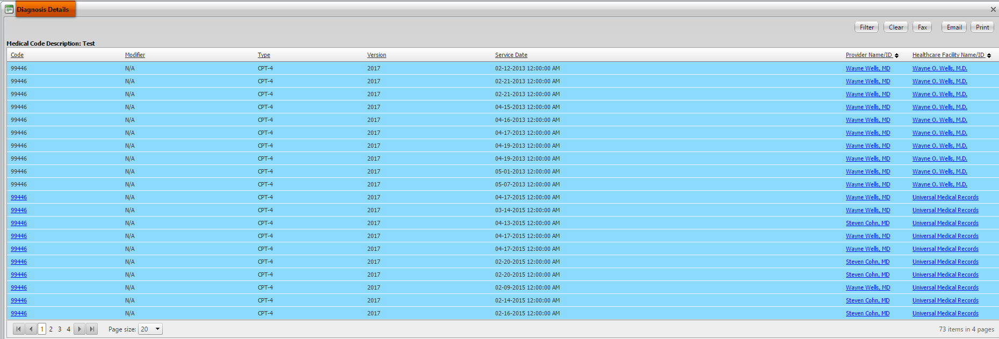 Diagnosis Details
Filter Clear Fax Email Print
Medical Code Description: Test
Code Modifier Type Version Service Date Provider Name/ID Healthcare Facility Name/ID
99446 N/A CPT-4 2017 02-12-2013 12:00:00 AM Wayne Wells, MD Wayne O. Wells, M.D.
99446 N/A CPT-4 2017 02-21-2013 12:00:00 AM Wayne Wells, MD Wayne O. Wells, M.D.
99446 N/A CPT-4 2017 02-21-2013 12:00:00 AM Wayne Wells, MD Wayne O. Wells, M.D.
99446 N/A CPT-4 2017 04-15-2013 12:00:00 AM Wayne Wells, MD Wayne O. Wells, M.D.
99446 N/A CPT-4 2017 04-16-2013 12:00:00 AM Wayne Wells, MD Wayne O. Wells, M.D.
99446 N/A CPT-4 2017 04-17-2013 12:00:00 AM Wayne Wells, MD Wayne O. Wells, M.D.
99446 N/A CPT-4 2017 04-19-2013 12:00:00 AM Wayne Wells, MD Wayne O. Wells, M.D.
99446 N/A CPT-4 2017 04-19-2013 12:00:00 AM Wayne Wells, MD Wayne O. Wells, M.D.
99446 N/A CPT-4 2017 05-01-2013 12:00:00 AM Wayne Wells, MD Wayne O. Wells, M.D.
99446 N/A CPT-4 2017 05-07-2013 12:00:00 AM Wayne Wells, MD Wayne O. Wells, M.D.
99446 N/A CPT-4 2017 04-17-2015 12:00:00 AM Wayne Wells, MD Universal Medical Records
99446 N/A CPT-4 2017 03-14-2015 12:00:00 AM Wayne Wells, MD Universal Medical Records
99446 N/A CPT-4 2017 04-13-2015 12:00:00 AM Steven Cohn, MD Universal Medical Records
99446 N/A CPT-4 2017 04-17-2015 12:00:00 AM Wayne Wells, MD Universal Medical Records
99446 N/A CPT-4 2017 04-17-2015 12:00:00 AM Wayne Wells, MD Universal Medical Records
99446 N/A CPT-4 2017 02-20-2015 12:00:00 AM Steven Cohn, MD Universal Medical Records
99446 N/A CPT-4 2017 02-20-2015 12:00:00 AM Steven Cohn, MD Universal Medical Records
99446 N/A CPT-4 2017 02-09-2015 12:00:00 AM Wayne Wells, MD Universal Medical Records
99446 N/A CPT-4 2017 02-14-2015 12:00:00 AM Steven Cohn, MD Universal Medical Records
99446 N/A CPT-4 2017 02-16-2015 12:00:00 AM Steven Cohn, MD Universal Medical Records
1 2 3 4 Page size: 20 73 items in 4 pages